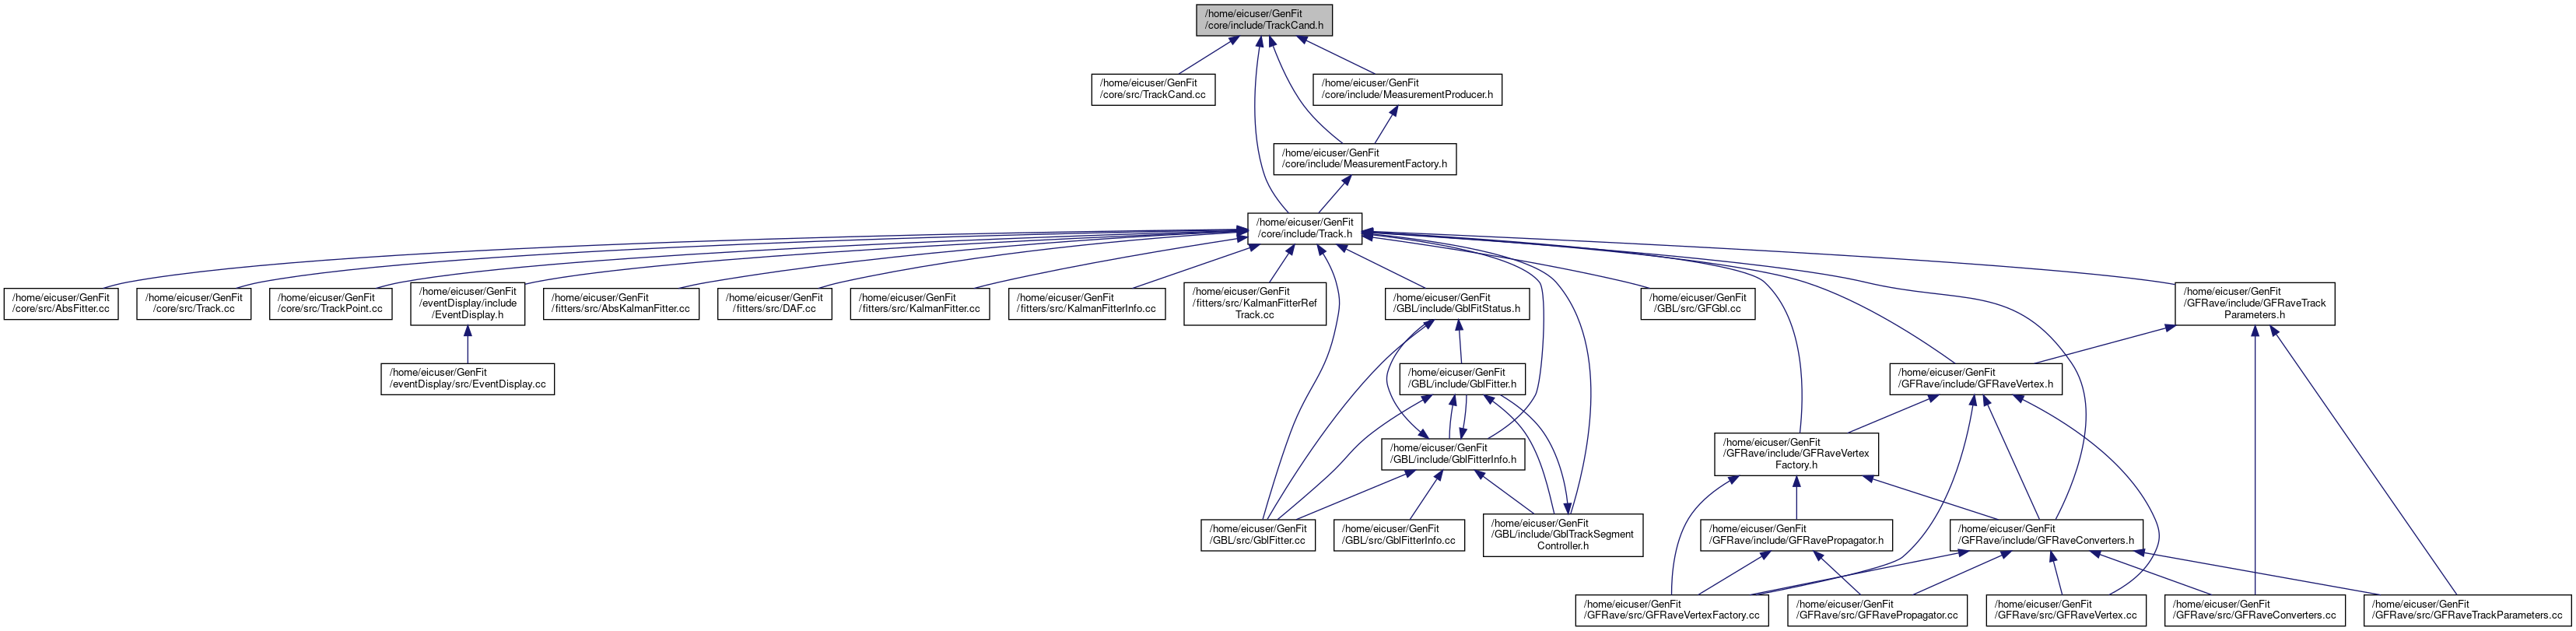 /home/eicuser/GenFit
/core/include/TrackCand.h
/home/eicuser/GenFit
/core/src/TrackCand.cc
/home/eicuser/GenFit
/core/include/MeasurementProducer.h
/home/eicuser/GenFit
/core/include/MeasurementFactory.h
/home/eicuser/GenFit
/core/include/Track.h
/home/eicuser/GenFit
/core/src/AbsFitter.cc
/home/eicuser/GenFit
/core/src/Track.cc
/home/eicuser/GenFit
/core/src/TrackPoint.cc
/home/eicuser/GenFit
/eventDisplay/include
/EventDisplay.h
/home/eicuser/GenFit
/fitters/src/AbsKalmanFitter.cc
/home/eicuser/GenFit
/fitters/src/DAF.cc
/home/eicuser/GenFit
/fitters/src/KalmanFitter.cc
/home/eicuser/GenFit
/fitters/src/KalmanFitterInfo.cc
/home/eicuser/GenFit
/fitters/src/KalmanFitterRef
Track.cc
/home/eicuser/GenFit
/GBL/include/GblFitStatus.h
/home/eicuser/GenFit
/GBL/src/GFGbl.cc
/home/eicuser/GenFit
/GFRave/include/GFRaveTrack
Parameters.h
/home/eicuser/GenFit
/eventDisplay/src/EventDisplay.cc
/home/eicuser/GenFit
/GBL/include/GblFitter.h
/home/eicuser/GenFit
/GFRave/include/GFRaveVertex.h
/home/eicuser/GenFit
/GBL/include/GblFitterInfo.h
/home/eicuser/GenFit
/GFRave/include/GFRaveVertex
Factory.h
/home/eicuser/GenFit
/GBL/src/GblFitter.cc
/home/eicuser/GenFit
/GBL/src/GblFitterInfo.cc
/home/eicuser/GenFit
/GBL/include/GblTrackSegment
Controller.h
/home/eicuser/GenFit
/GFRave/include/GFRavePropagator.h
/home/eicuser/GenFit
/GFRave/include/GFRaveConverters.h
/home/eicuser/GenFit
/GFRave/src/GFRaveVertexFactory.cc
/home/eicuser/GenFit
/GFRave/src/GFRavePropagator.cc
/home/eicuser/GenFit
/GFRave/src/GFRaveVertex.cc
/home/eicuser/GenFit
/GFRave/src/GFRaveConverters.cc
/home/eicuser/GenFit
/GFRave/src/GFRaveTrackParameters.cc